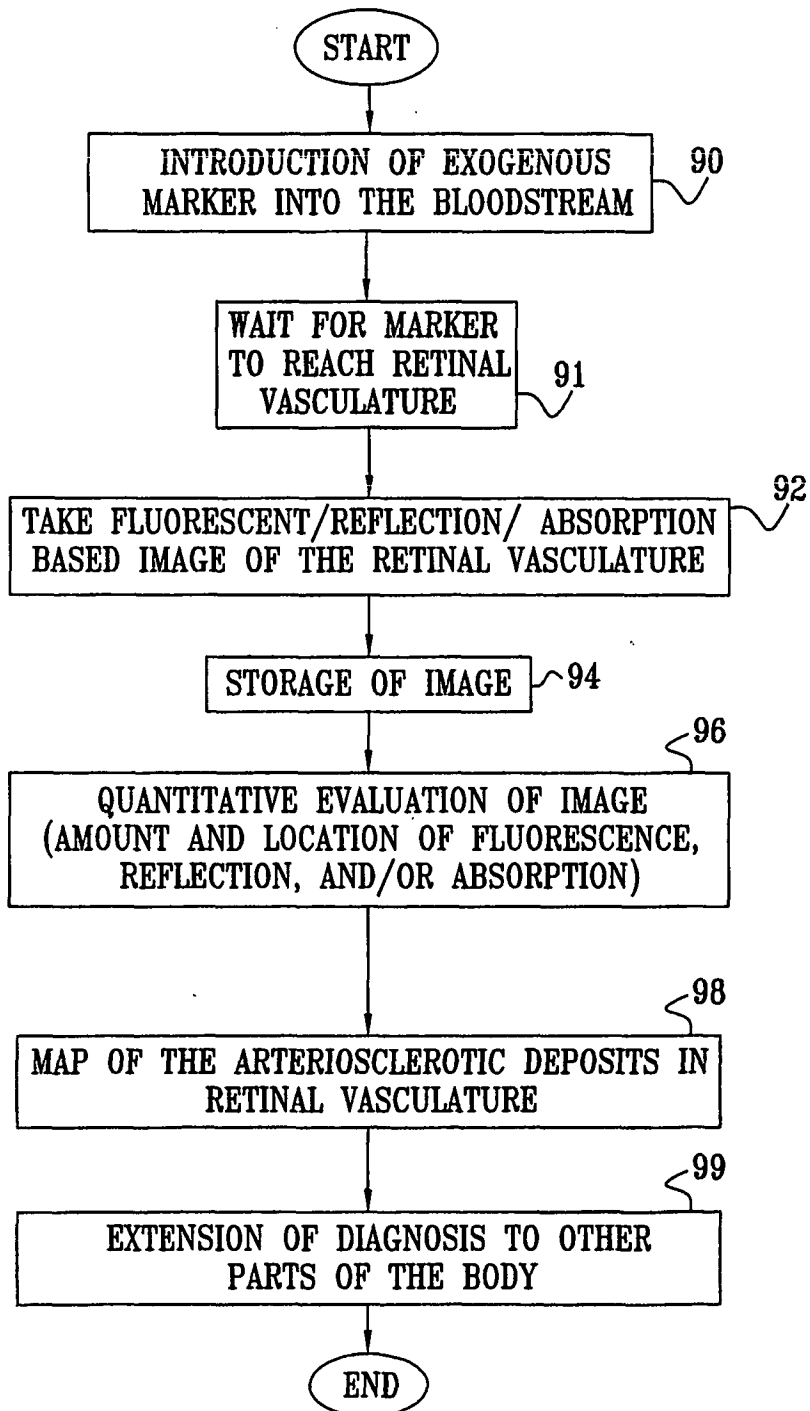 START
INTRODUCTION OF EXOGENOUS
MARKER INTO THE BLOODSTREAM
90
WAIT FOR MARKER
TO REACH RETINAL
VASCULATURE
91
92
TAKE FLUORESCENT/REFLECTION/ ABSORPTION
BASED IMAGE OF THE RETINAL VASCULATURE
STORAGE OF IMAGE
94
96
QUANTITATIVE EVALUATION OF IMAGE
(AMOUNT AND LOCATION OF FLUORESCENCE,
REFLECTION, AND/OR ABSORPTION)
98
MAP OF THE ARTERIOSCLEROTIC DEPOSITS IN
RETINAL VASCULATURE
99
EXTENSION OF DIAGNOSIS TO OTHER
PARTS OF THE BODY
END